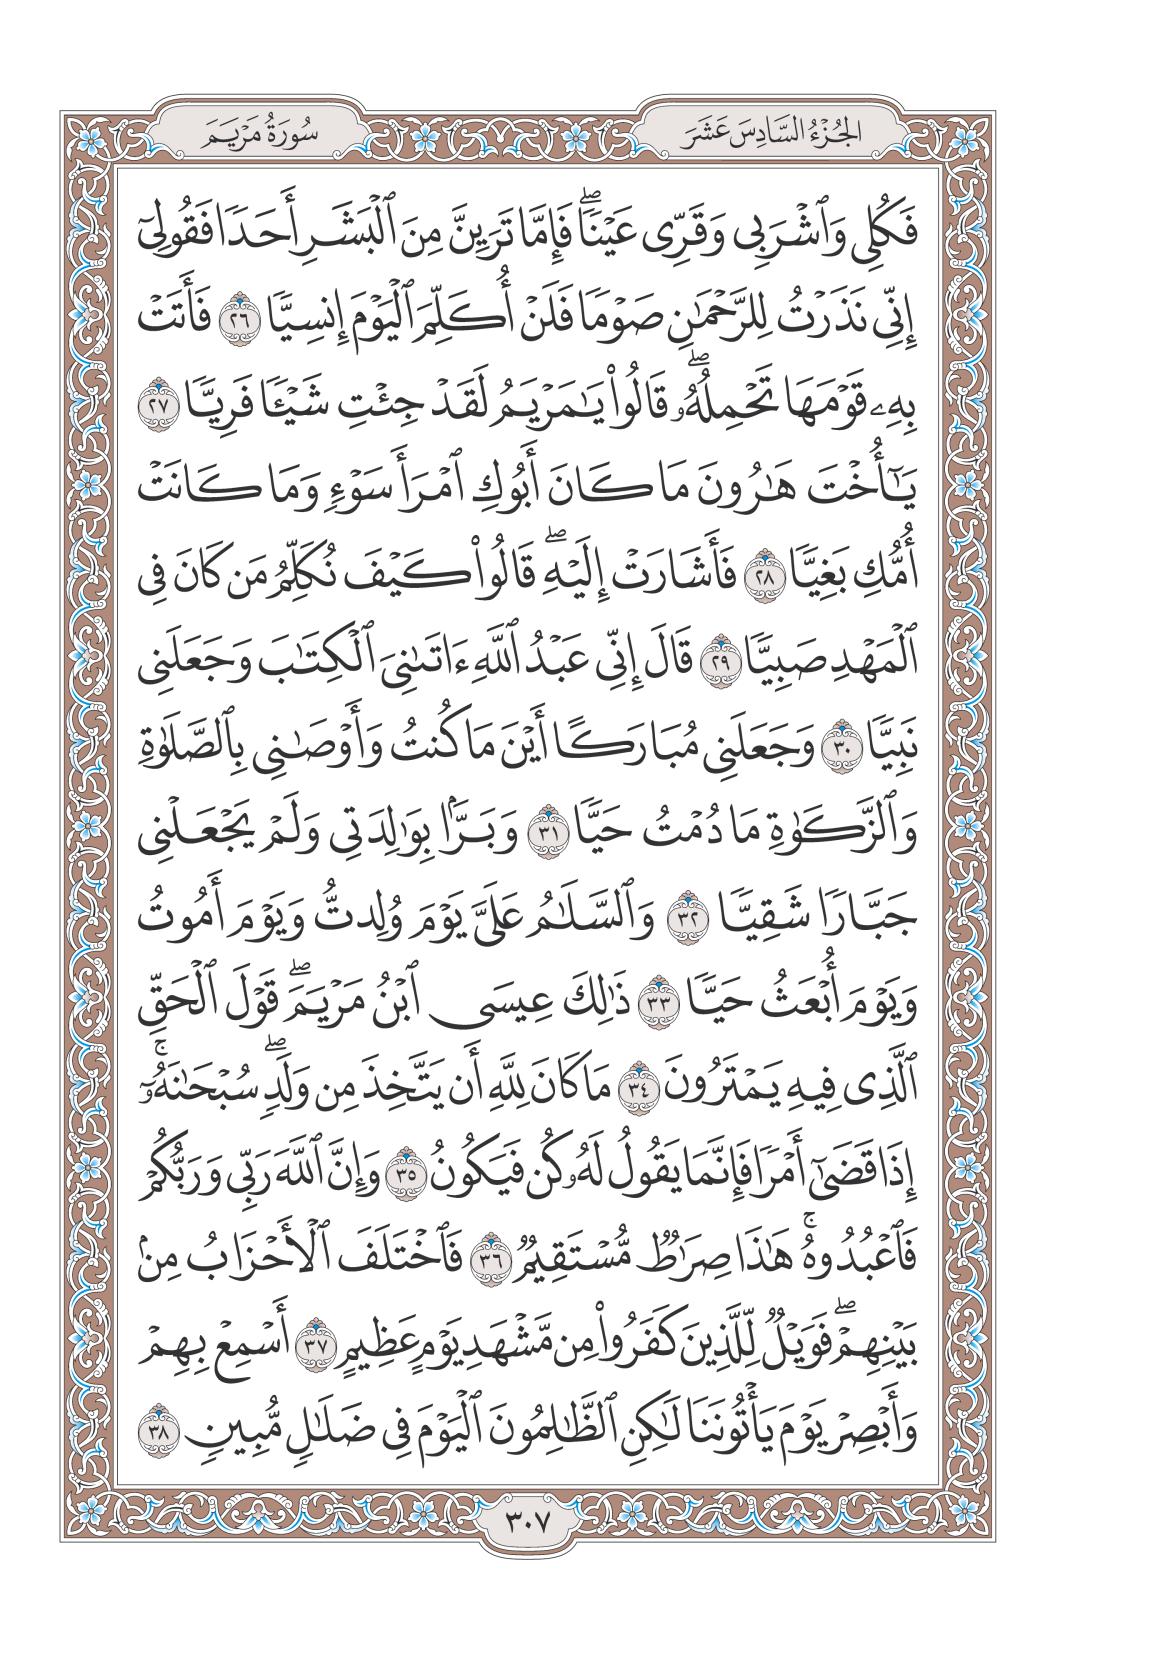 الجُزْءُ السَّادِسَ عَشَرَ
سُورَةُ مَرْيَمَ
فَكُلِى وَٱشْرَبِى وَقَرِّى عَيْنًاۖ فَإِمَّا تَرَيِنَّ مِنَ ٱلْبَشَرِ أَحَدًا فَقُولِىٓ
إِنِّى نَذَرْتُ لِلرَّحْمَٰنِ صَوْمًا فَلَنْ أُكَلِّمَ ٱلْيَوْمَ إِنسِيًّا ٢٦ فَأَتَتْ
بِهِۦ قَوْمَهَا تَحْمِلُهُۥۖ قَالُوا۟ يَٰمَرْيَمُ لَقَدْ جِئْتِ شَيْـًٔا فَرِيًّا ٢٧
يَٰٓأُخْتَ هَٰرُونَ مَا كَانَ أَبُوكِ ٱمْرَأَ سَوْءٍ وَمَا كَانَتْ
أُمُّكِ بَغِيًّا ٢٨ فَأَشَارَتْ إِلَيْهِۖ قَالُوا۟ كَيْفَ نُكَلِّمُ مَن كَانَ فِى
ٱلْمَهْدِ صَبِيًّا ٢٩ قَالَ إِنِّى عَبْدُ ٱللَّهِ ءَاتَىٰنِىَ ٱلْكِتَٰبَ وَجَعَلَنِى
نَبِيًّا ٣٠ وَجَعَلَنِى مُبَارَكًا أَيْنَ مَا كُنتُ وَأَوْصَٰنِى بِٱلصَّلَوٰةِ
وَٱلزَّكَوٰةِ مَا دُمْتُ حَيًّا ٣١ وَبَرًّۢا بِوَٰلِدَتِى وَلَمْ يَجْعَلْنِى
جَبَّارًا شَقِيًّا ٣٢ وَٱلسَّلَٰمُ عَلَىَّ يَوْمَ وُلِدتُّ وَيَوْمَ أَمُوتُ
وَيَوْمَ أُبْعَثُ حَيًّا ٣٣ ذَٰلِكَ عِيسَى ٱبْنُ مَرْيَمَۖ قَوْلَ ٱلْحَقِّ
ٱلَّذِى فِيهِ يَمْتَرُونَ ٣٤ مَا كَانَ لِلَّهِ أَن يَتَّخِذَ مِن وَلَدٍۖ سُبْحَٰنَهُۥٓۚ
إِذَا قَضَىٰٓ أَمْرًا فَإِنَّمَا يَقُولُ لَهُۥ كُن فَيَكُونُ ٣٥ وَإِنَّ ٱللَّهَ رَبِّى وَرَبُّكُمْ
فَٱعْبُدُوهُۚ هَٰذَا صِرَٰطٌ مُّسْتَقِيمٌ ٣٦ فَٱخْتَلَفَ ٱلْأَحْزَابُ مِنۢ
بَيْنِهِمْۖ فَوَيْلٌ لِّلَّذِينَ كَفَرُوا۟ مِن مَّشْهَدِ يَوْمٍ عَظِيمٍ ٣٧ أَسْمِعْ بِهِمْ
وَأَبْصِرْ يَوْمَ يَأْتُونَنَا لَٰكِنِ ٱلظَّٰلِمُونَ ٱلْيَوْمَ فِى ضَلَٰلٍ مُّبِينٍ ٣٨
٣٠٧